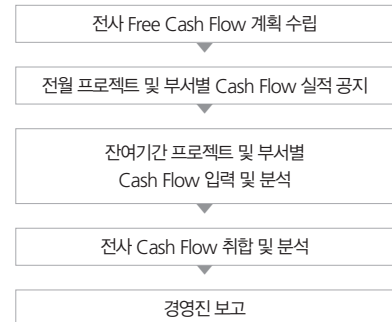 전사 Free Cash Flow 계획 수립
전월 프로젝트 및 부서별 Cash Flow 실적 공지
잔여기간 프로젝트 및 부서별
Cash Flow 입력 및 분석
전사 Cash Flow 취합 및 분석
경영진 보고